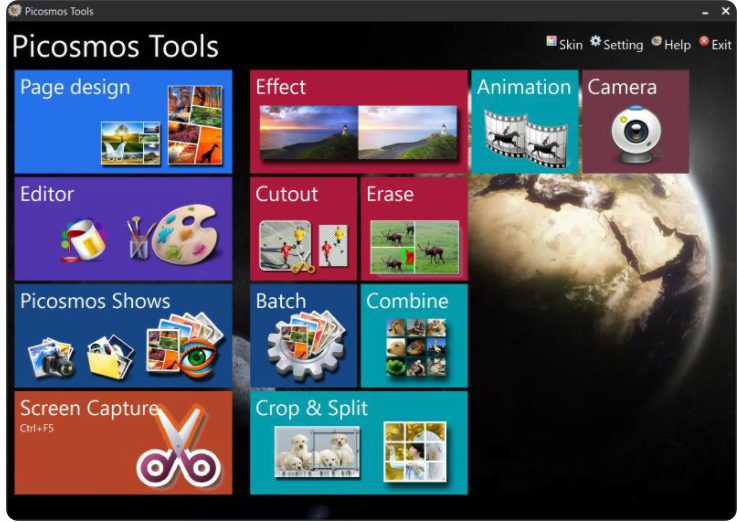 Picosmos Tools
Picosmos Tools
Skin Setting Help Exit
Page design
Effect
Animation
Camera
Editor
Cutout
Erase
Picosmos Shows
Batch
Combine
Screen Capture
Ctrl+F5
Crop & Split